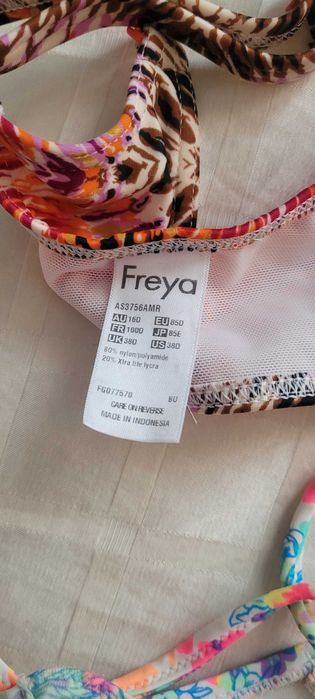 Freya
AS3756AMR
AU 16D EU 85D
FR 100D JP 85E
UK 38D US 38D
80% nylon/polyamide
20% Xtra life lycra
FG077570 BU
CARE ON REVERSE
MADE IN INDONESIA